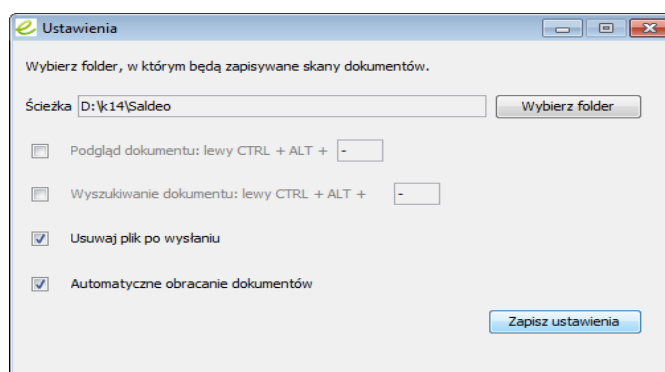 Ustawienia
Wybierz folder, w którym będą zapisywane skany dokumentów.
Ścieżka D:\k14\Saldeo Wybierz folder
Podgląd dokumentu: lewy CTRL + ALT + -
Wyszukiwanie dokumentu: lewy CTRL + ALT + -
Usuwaj plik po wysłaniu
Automatyczne obracanie dokumentów
Zapisz ustawienia